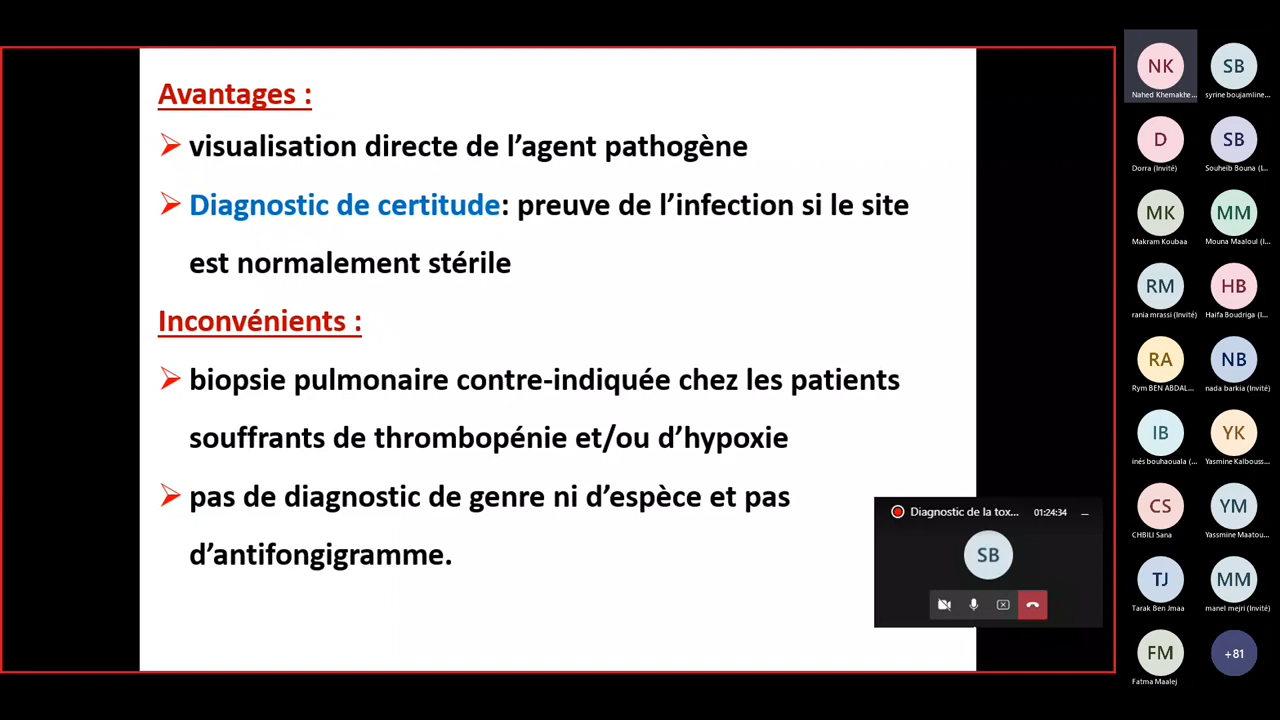 Avantages :
➢ visualisation directe de l’agent pathogène
➢ Diagnostic de certitude: preuve de l’infection si le site
est normalement stérile
Inconvénients :
➢ biopsie pulmonaire contre-indiquée chez les patients
souffrants de thrombopénie et/ou d’hypoxie
➢ pas de diagnostic de genre ni d’espèce et pas
d’antifongigramme.
Diagnostic de la tox... 01:24:34
SB
NK SB
Nahed Khemakhe... syrine boujamline...
D SB
Dorra (Invité) Souheib Bouna (I...
MK MM
Makram Koubaa Mouna Maaloul (I...
RM HB
rania mrassi (Invité) Haifa Boudriga (I...
RA NB
Rym BEN ABDAL... nada barkia (Invité)
IB YK
inés bouhaouala (... Yasmine Kalbouss...
CS YM
CHBILI Sana Yassmine Maatou...
TJ MM
Tarak Ben Jmaa manel mejri (Invité)
FM +81
Fatma Maalej